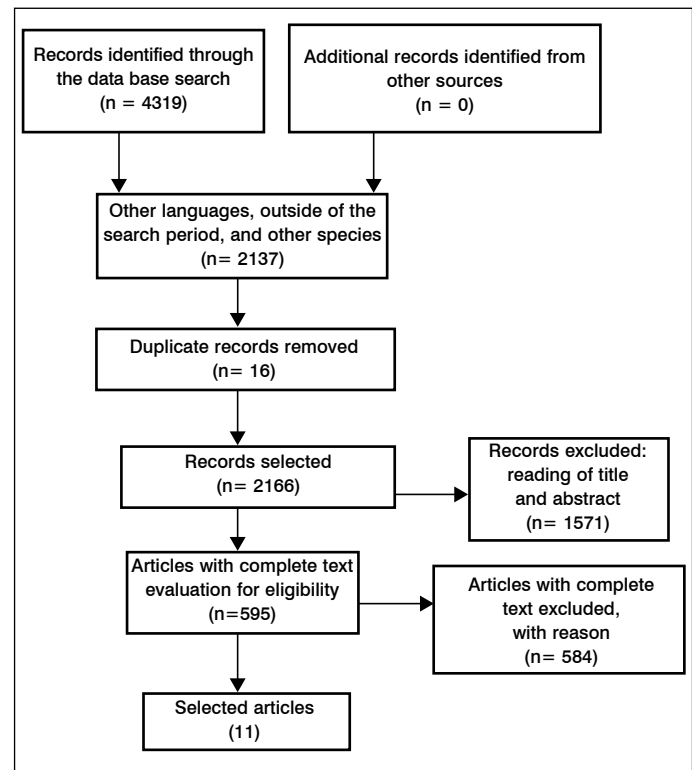 Records identified through
the data base search
(n = 4319)
Additional records identified from
other sources
(n = 0)
Other languages, outside of the
search period, and other species
(n= 2137)
Duplicate records removed
(n= 16)
Records selected
(n= 2166)
Records excluded:
reading of title
and abstract
(n= 1571)
Articles with complete text
evaluation for eligibility
(n=595)
Articles with complete
text excluded,
with reason
(n= 584)
Selected articles
(11)